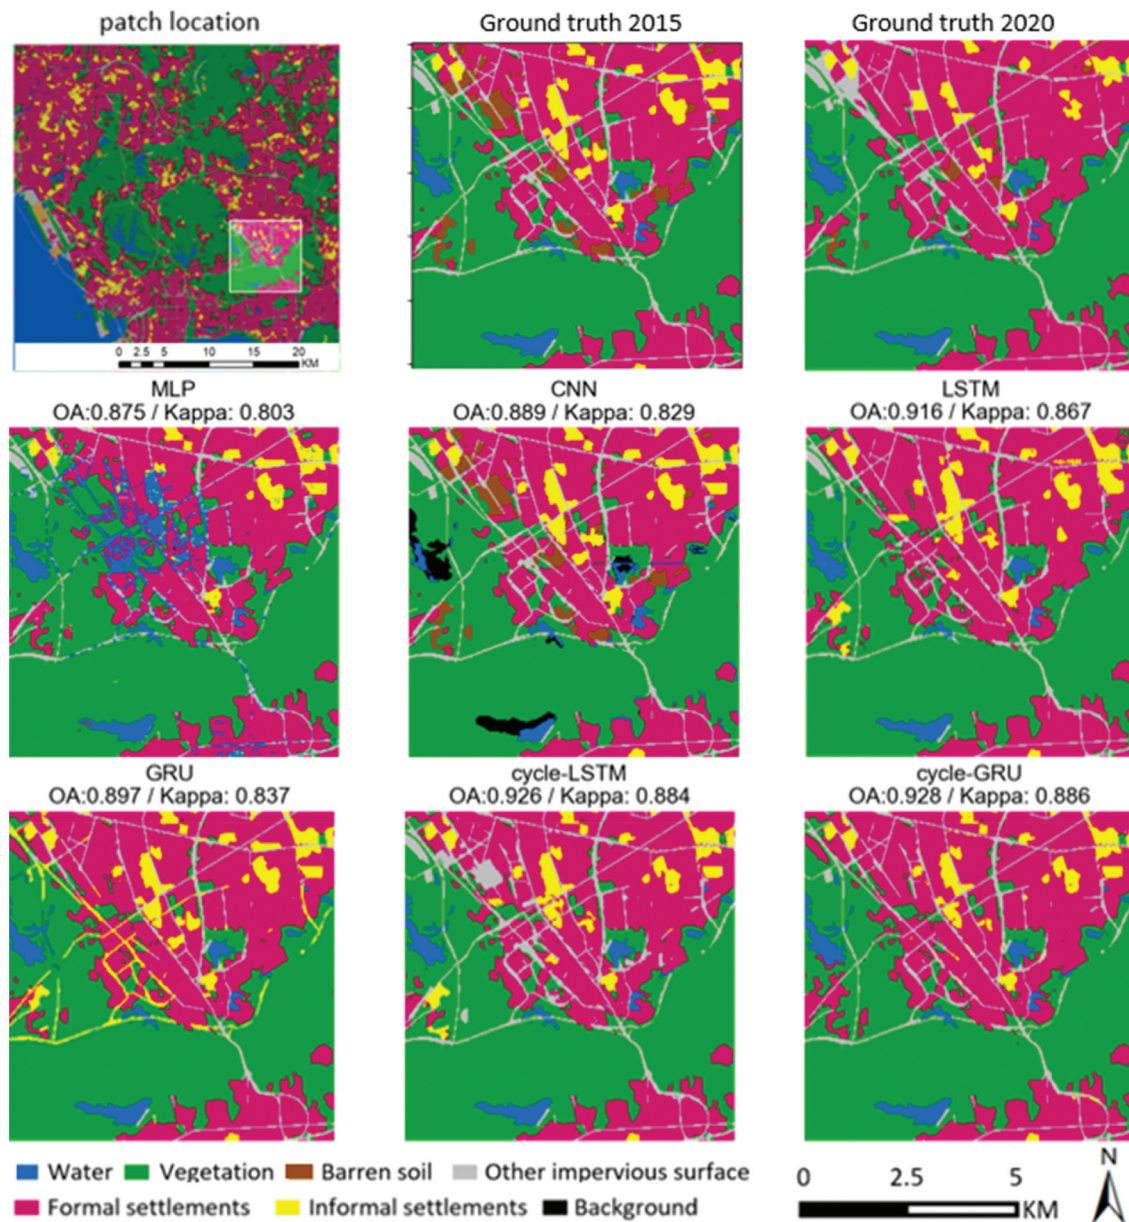 patch location
Ground truth 2015
Ground truth 2020
0 2.5 5 10 15 20
KM
MLP
OA:0.875 / Kappa: 0.803
CNN
OA:0.889 / Kappa: 0.829
LSTM
OA:0.916 / Kappa: 0.867
GRU
OA:0.897 / Kappa: 0.837
cycle-LSTM
OA:0.926 / Kappa: 0.884
cycle-GRU
OA:0.928 / Kappa: 0.886
Water Vegetation Barren soil Other impervious surface
Formal settlements Informal settlements Background
0 2.5 5
KM
N